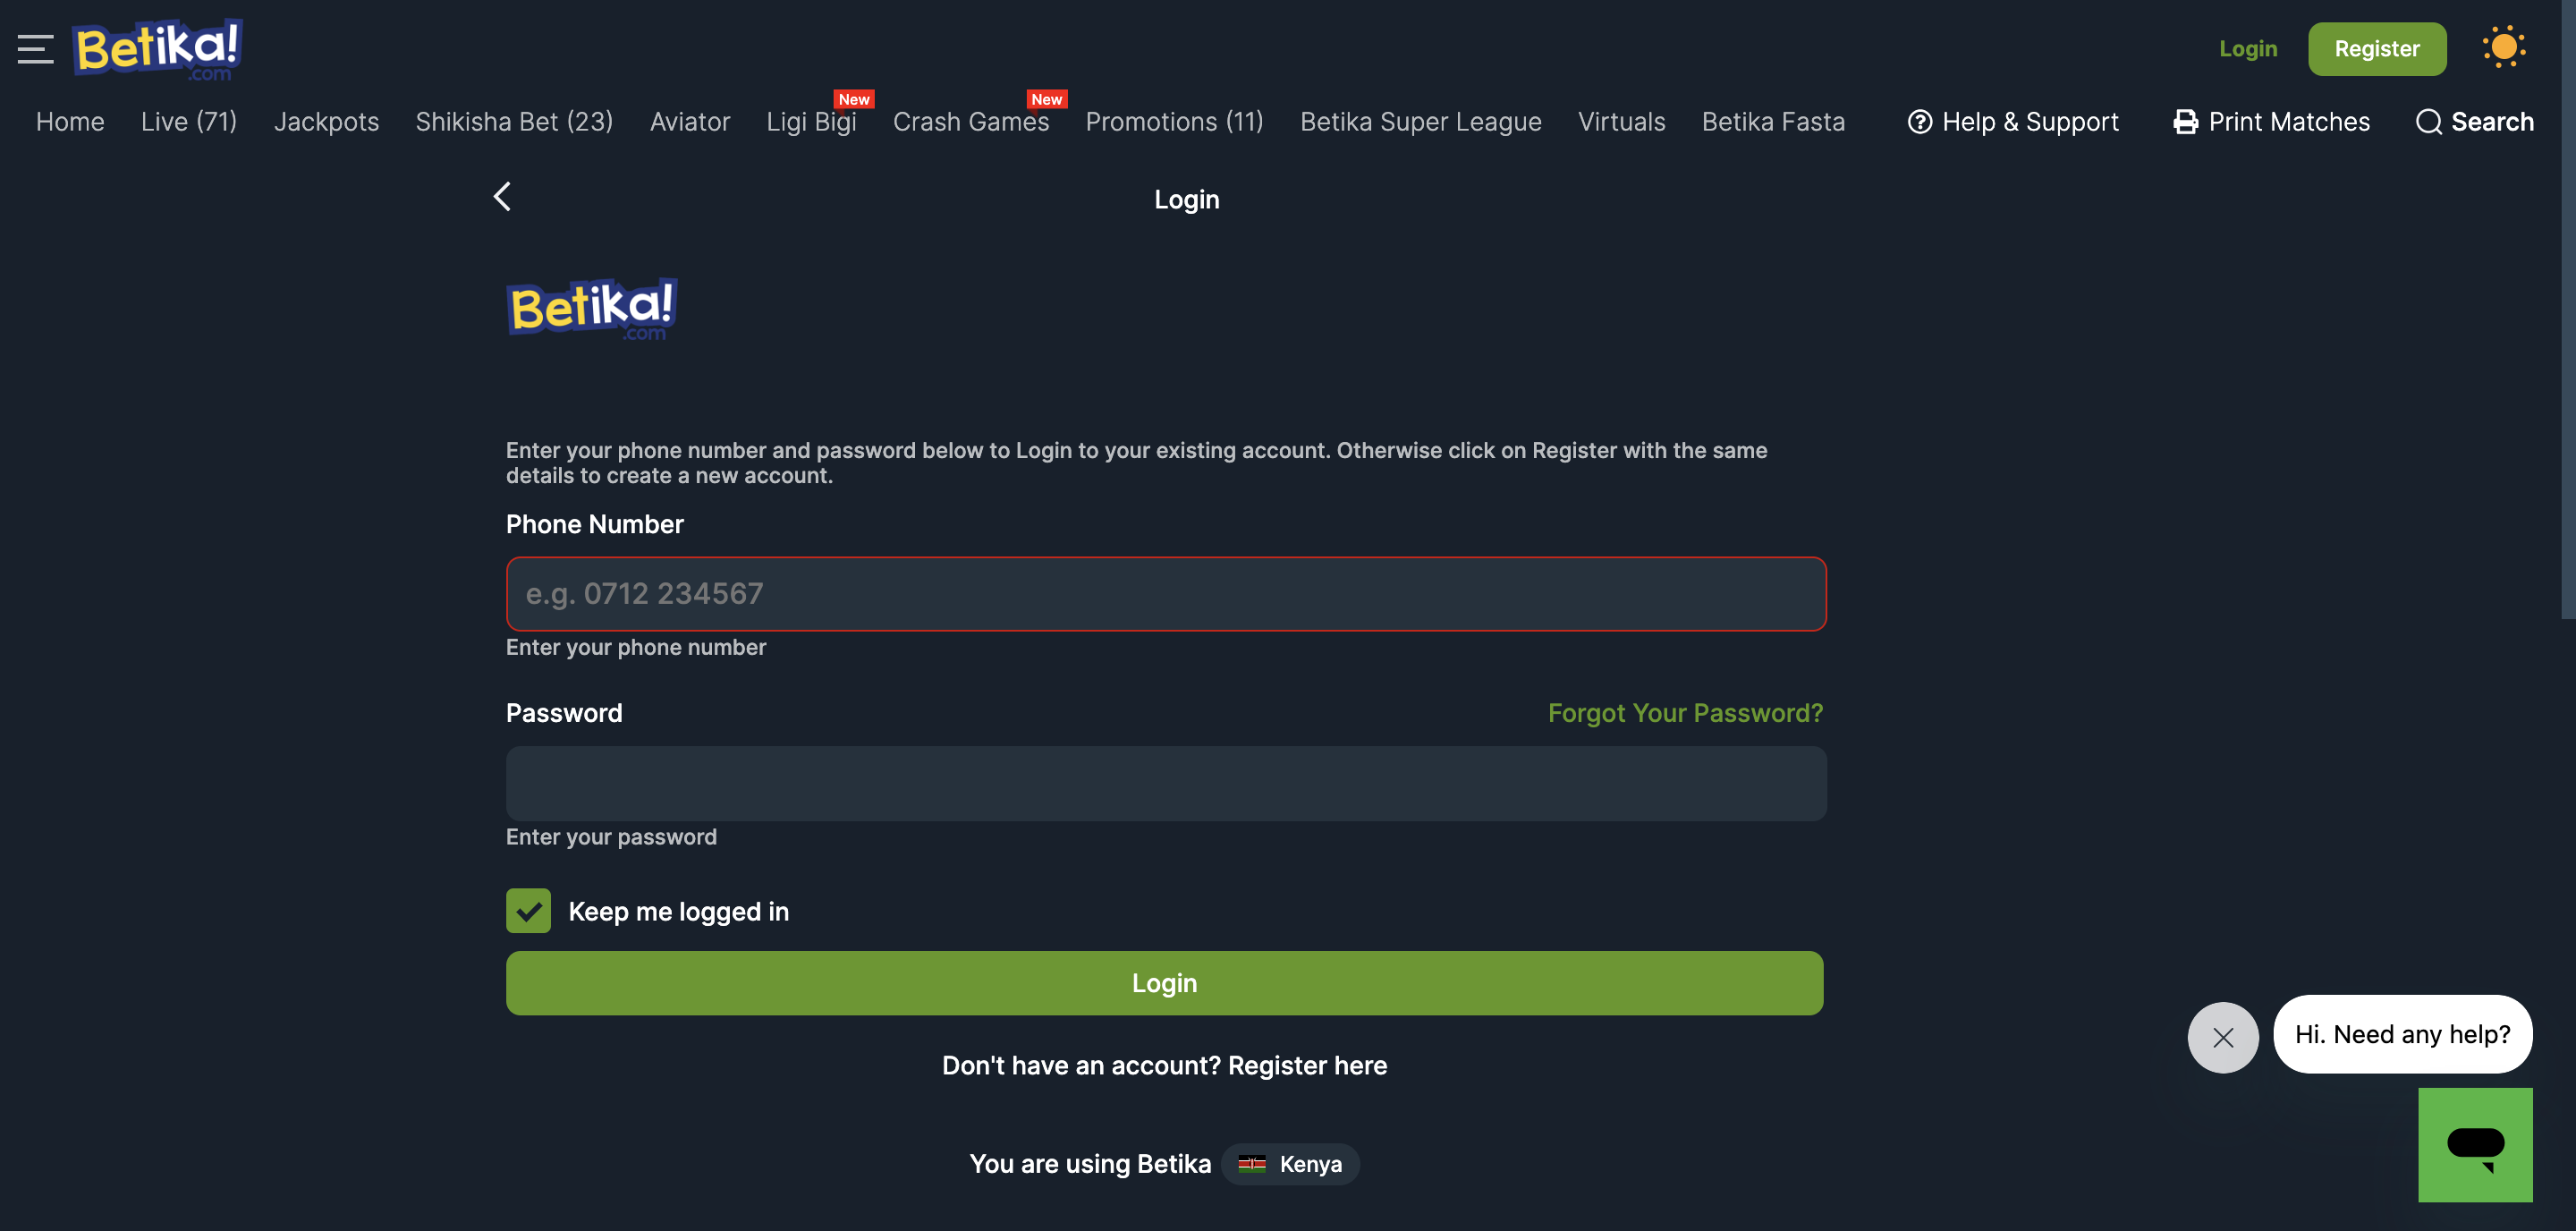 Betika!
.com
Login
Register
Home
Live (71)
Jackpots
Shikisha Bet (23)
Aviator
Ligi Bigi
New
Crash Games
New
Promotions (11)
Betika Super League
Virtuals
Betika Fasta
Help & Support
Print Matches
Search
Login
Betika!
.com
Enter your phone number and password below to Login to your existing account. Otherwise click on Register with the same
details to create a new account.
Phone Number
e.g. 0712 234567
Enter your phone number
Password
Forgot Your Password?
Enter your password
Keep me logged in
Login
Hi. Need any help?
Don't have an account? Register here
You are using Betika Kenya